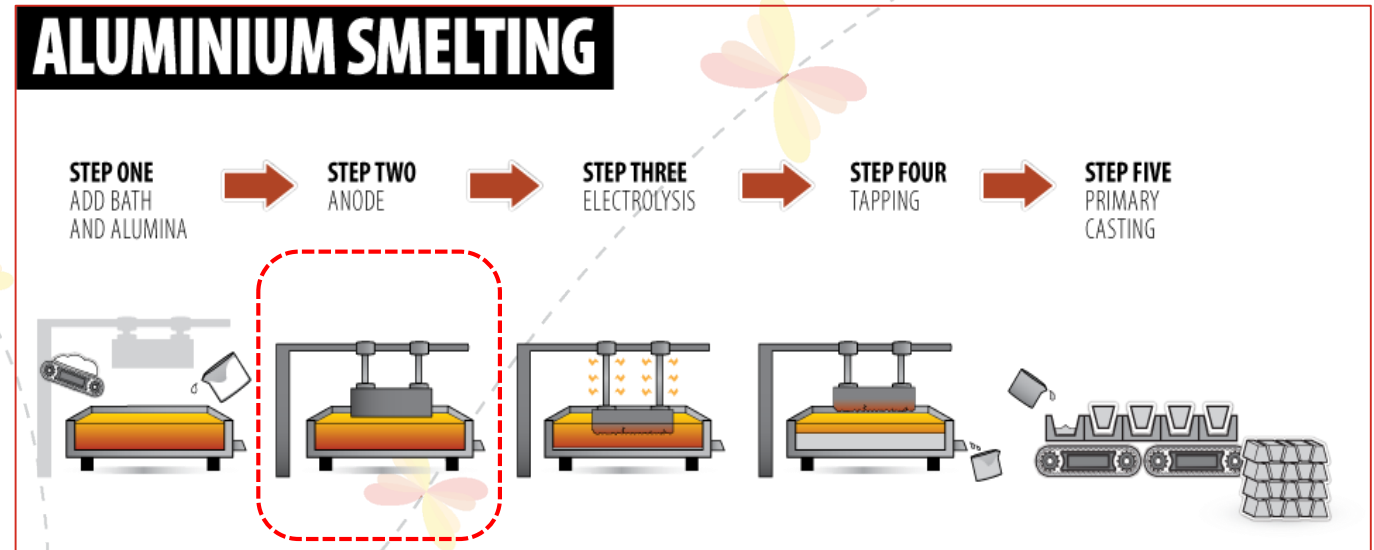 ALUMINIUM SMELTING
STEP ONE
ADD BATH
AND ALUMINA
STEP TWO
ANODE
STEP THREE
ELECTROLYSIS
STEP FOUR
TAPPING
STEP FIVE
PRIMARY
CASTING